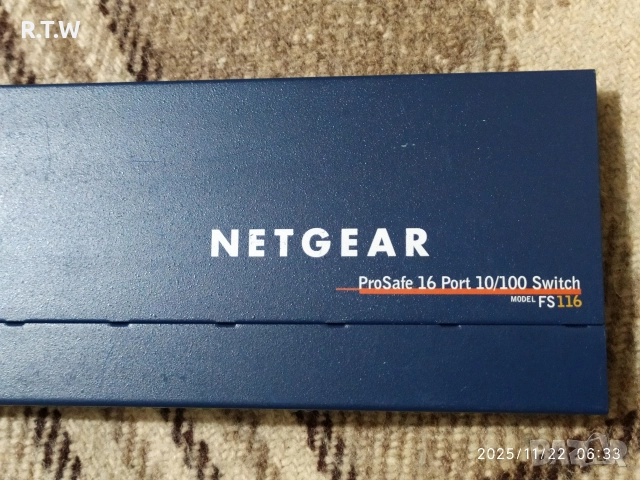 R.T.W
NETGEAR
ProSafe 16 Port 10/100 Switch
MODEL FS116
2025/11/22 06:33